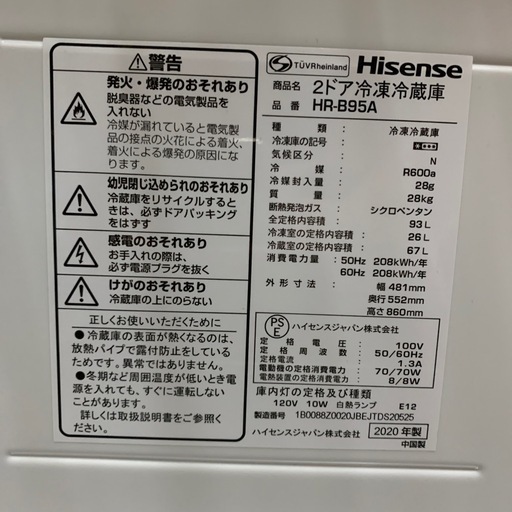 警告
発火・爆発のおそれあり
脱臭器などの電気製品を
入れない
冷媒が漏れていると電気製
品の接点の火花による着火
着火による爆発の原因に
幼児閉じ込められのおそれあり
冷蔵庫をリサイクルするとき
きは、必ずドアパッキング
をはずす
感電のおそれあり
お手入れの際は、
必ず電源プラグを抜く
けがのおそれあり
冷蔵庫の上にのらない
正しくお使いいただくために
●冷蔵庫の表面が熱くなるのは、
放熱パイプで露付防止をしている
ためです。異常ではありません。
●冬期など周囲温度が低いとき電
源を入れても、すぐに運転しない
ことがあります。
詳しくは取扱説明書をご参照ください。
TÜVRheinland
Hisense
商品名 2ドア冷凍冷蔵庫
品番 HR-B95A
種類 冷凍冷蔵庫
冷凍庫の記号
気候区分 N
冷媒 R600a
冷媒封入量 28g
質量 28kg
断熱発泡ガス シクロペンタン
全定格内容積 93L
冷凍室の定格内容積 26L
冷蔵室の定格内容積 67L
消費電力量 50Hz 208kWh/年
60Hz 208kWh/年
外形寸法 幅 481mm
奥行 552mm
高さ 860mm
PSE ハイセンスジャパン株式会社
定格電圧 100V
定格周波数 50/60Hz
定格電流 1.3A
電動機の定格消費電力 70/70W
電熱装置の定格消費電力 8/8W
庫内灯の定格及び種類
120V 10W 白熱ランプ E12
製造番号 1B0088Z0020JBEJTDS20525
ハイセンスジャパン株式会社
2020年製
中国製